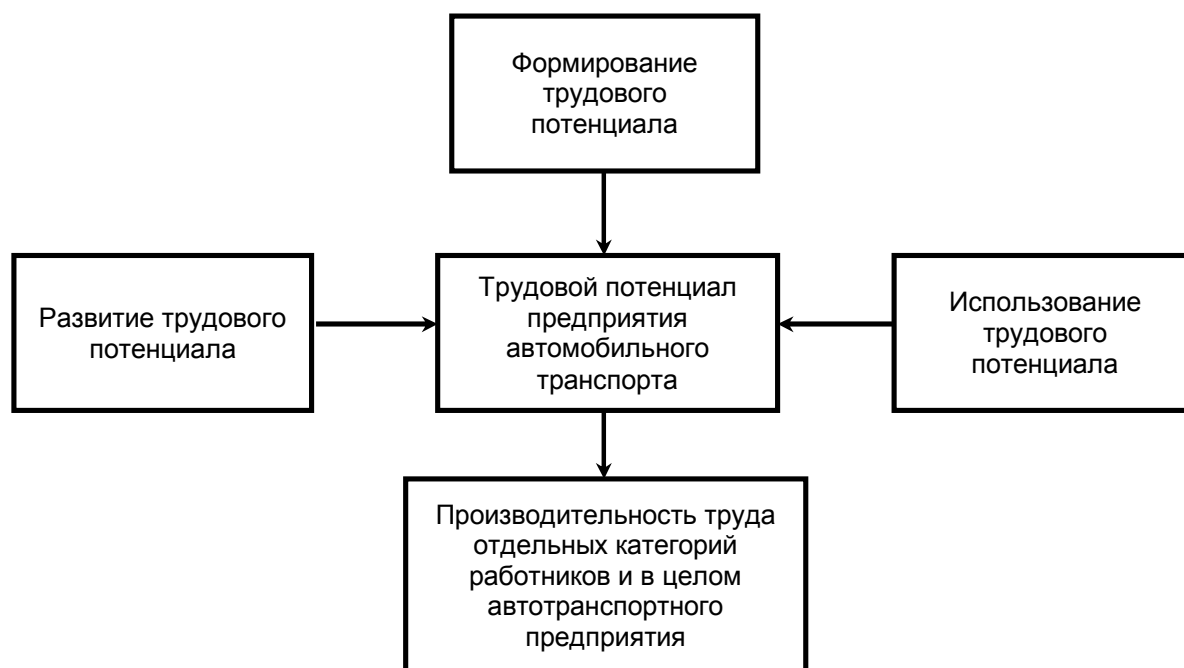 Формирование
трудового
потенциала
Развитие трудового
потенциала
Трудовой потенциал
предприятия
автомобильного
транспорта
Использование
трудового
потенциала
Производительность труда
отдельных категорий
работников и в целом
автотранспортного
предприятия